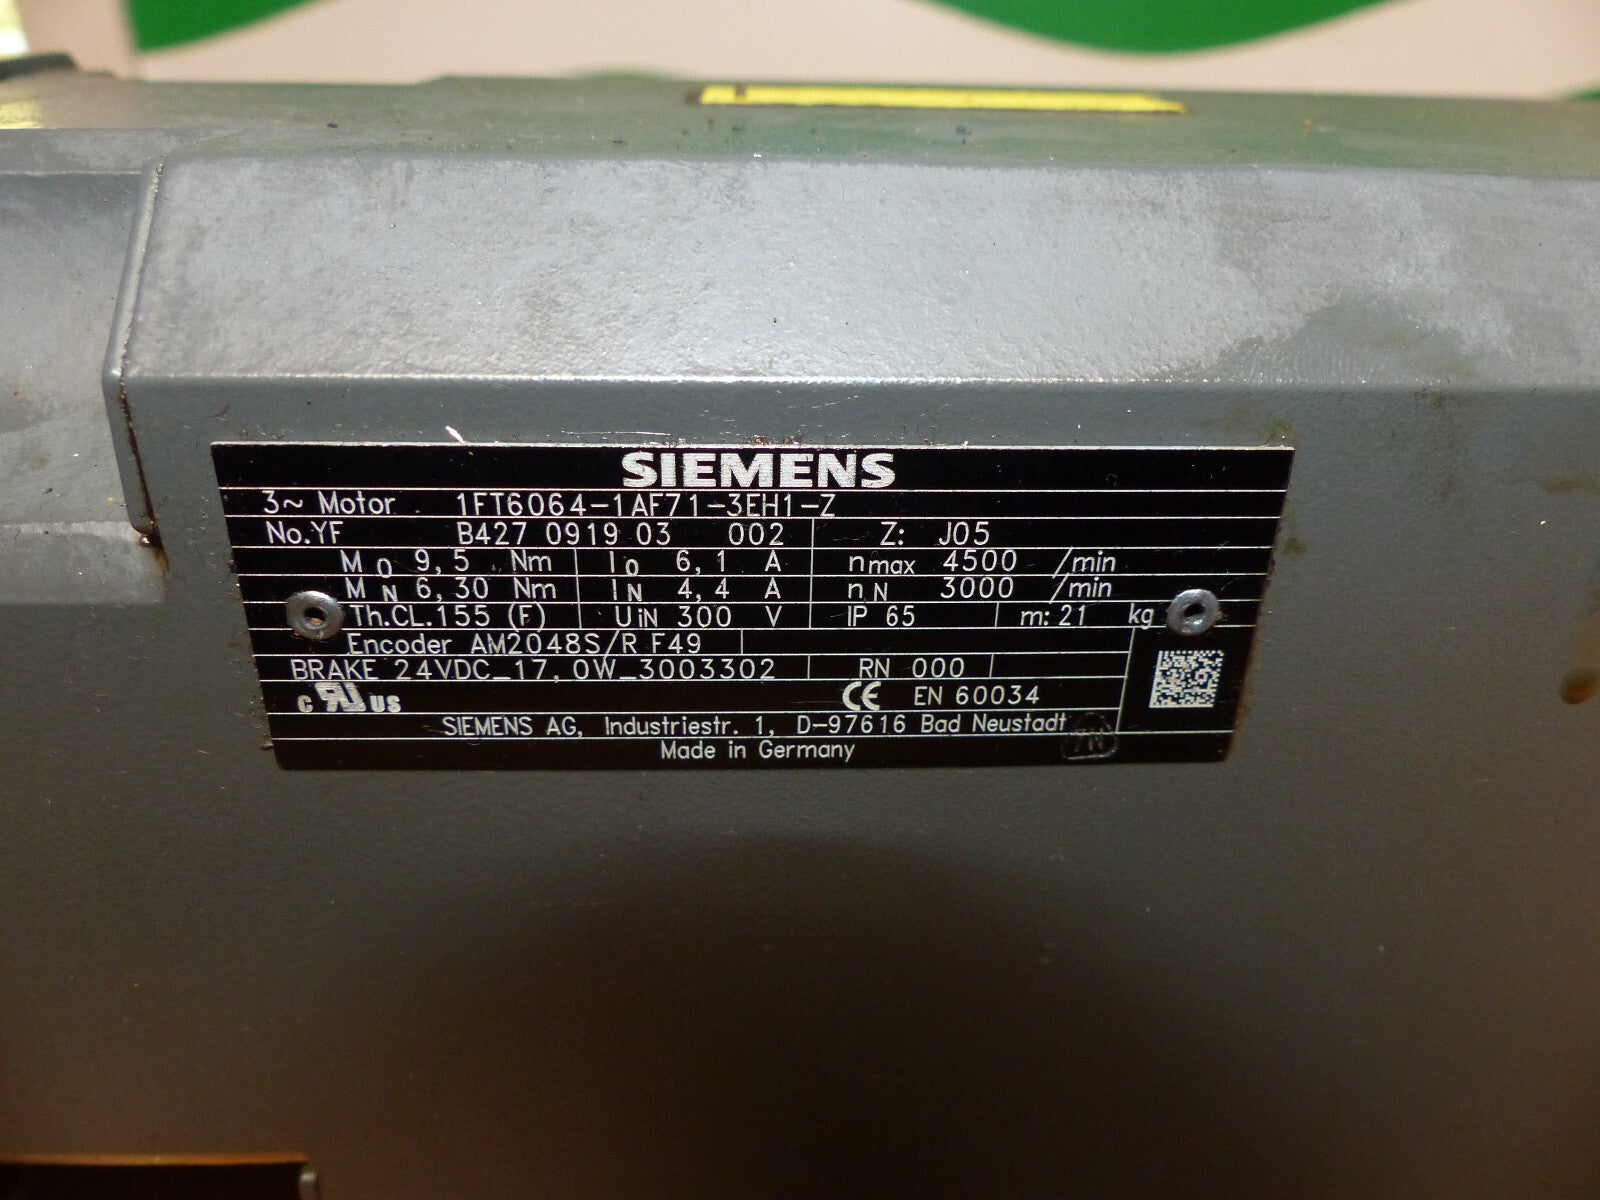 SIEMENS
3~ Motor 1FT6064-1AF71-3EH1-Z
No.YF B427 0919 03 002 Z: J05
M0 9,5 Nm I0 6,1 A nmax 4500 /min
MN 6,30 Nm IN 4,4 A nN 3000 /min
Th.CL.155 (F) UiN 300 V IP 65 m: 21 kg
Encoder AM2048S/R F49
BRAKE 24VDC_17,0W_3003302 RN 000
c RU us CE EN 60034
SIEMENS AG, Industriestr. 1, D-97616 Bad Neustadt
Made in Germany